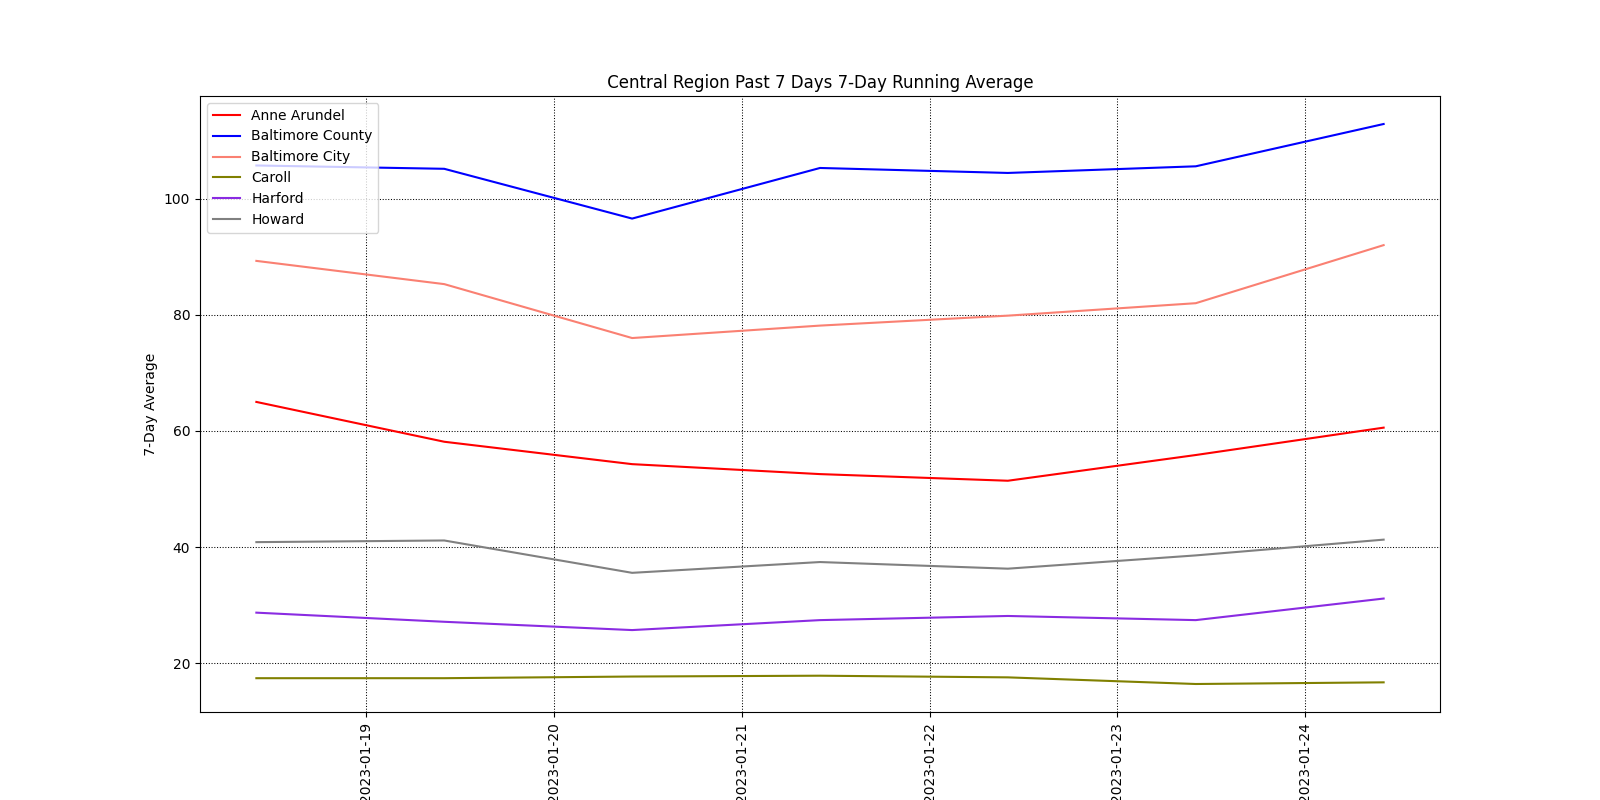 Central Region Past 7 Days 7-Day Running Average
Anne Arundel
Baltimore County
Baltimore City
Caroll
Harford
Howard
100
80
60
40
20
7-Day Average
2023-01-19
2023-01-20
2023-01-21
2023-01-22
2023-01-23
2023-01-24